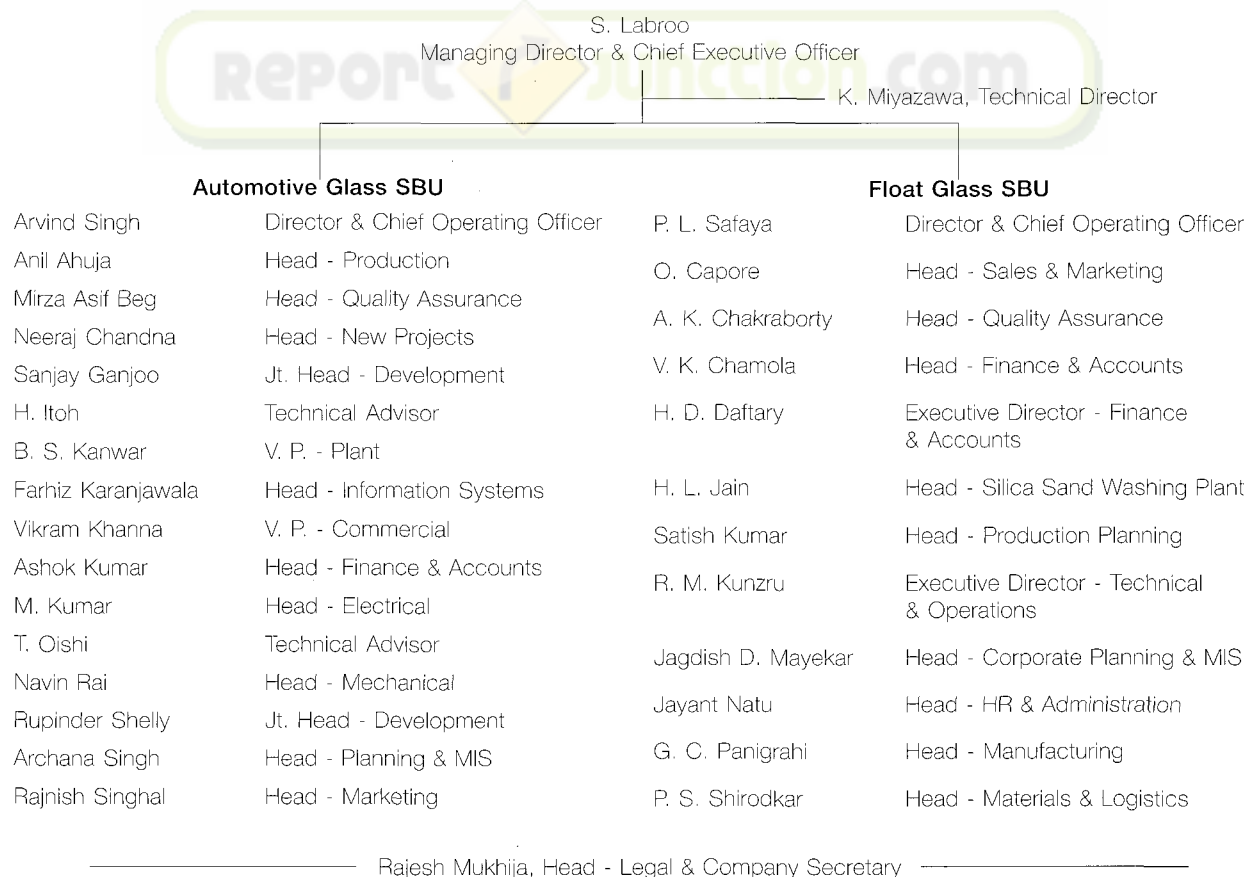 REPORT JUNCTION.COM
S. Labroo
Managing Director & Chief Executive Officer
K. Miyazawa, Technical Director
Automotive Glass SBU
Arvind Singh Director & Chief Operating Officer
Anil Ahuja Head - Production
Mirza Asif Beg Head - Quality Assurance
Neeraj Chandna Head - New Projects
Sanjay Ganjoo Jt. Head - Development
H. Itoh Technical Advisor
B. S. Kanwar V. P. - Plant
Farhiz Karanjawala Head - Information Systems
Vikram Khanna V. P. - Commercial
Ashok Kumar Head - Finance & Accounts
M. Kumar Head - Electrical
T. Oishi Technical Advisor
Navin Rai Head - Mechanical
Rupinder Shelly Jt. Head - Development
Archana Singh Head - Planning & MIS
Rajnish Singhal Head - Marketing
Float Glass SBU
P. L. Safaya Director & Chief Operating Officer
O. Capore Head - Sales & Marketing
A. K. Chakraborty Head - Quality Assurance
V. K. Chamola Head - Finance & Accounts
H. D. Daftary Executive Director - Finance
& Accounts
H. L. Jain Head - Silica Sand Washing Plant
Satish Kumar Head - Production Planning
R. M. Kunzru Executive Director - Technical
& Operations
Jagdish D. Mayekar Head - Corporate Planning & MIS
Jayant Natu Head - HR & Administration
G. C. Panigrahi Head - Manufacturing
P. S. Shirodkar Head - Materials & Logistics
Rajesh Mukhija, Head - Legal & Company Secretary